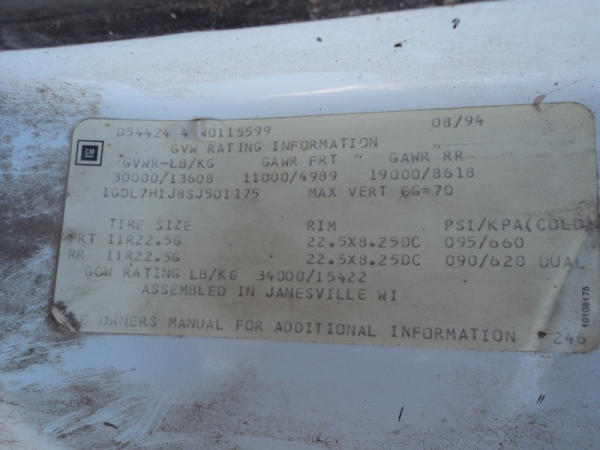 D54424 4 W0115599 08/94
GM
GVW RATING INFORMATION
GVWR-LB/KG GAWR FRT " GAWR RR
30000/13608 11000/4989 19000/8618
1GDL7H1J8SJ501175 MAX VERT CG=70
TIRE SIZE RIM PSI/KPA(COLD)
FRT 11R22.5G 22.5X8.25DC 095/660
RR 11R22.5G 22.5X8.25DC 090/620 DUAL
GCW RATING LB/KG 34000/15422
ASSEMBLED IN JANESVILLE WI
OWNERS MANUAL FOR ADDITIONAL INFORMATION 246
10108175